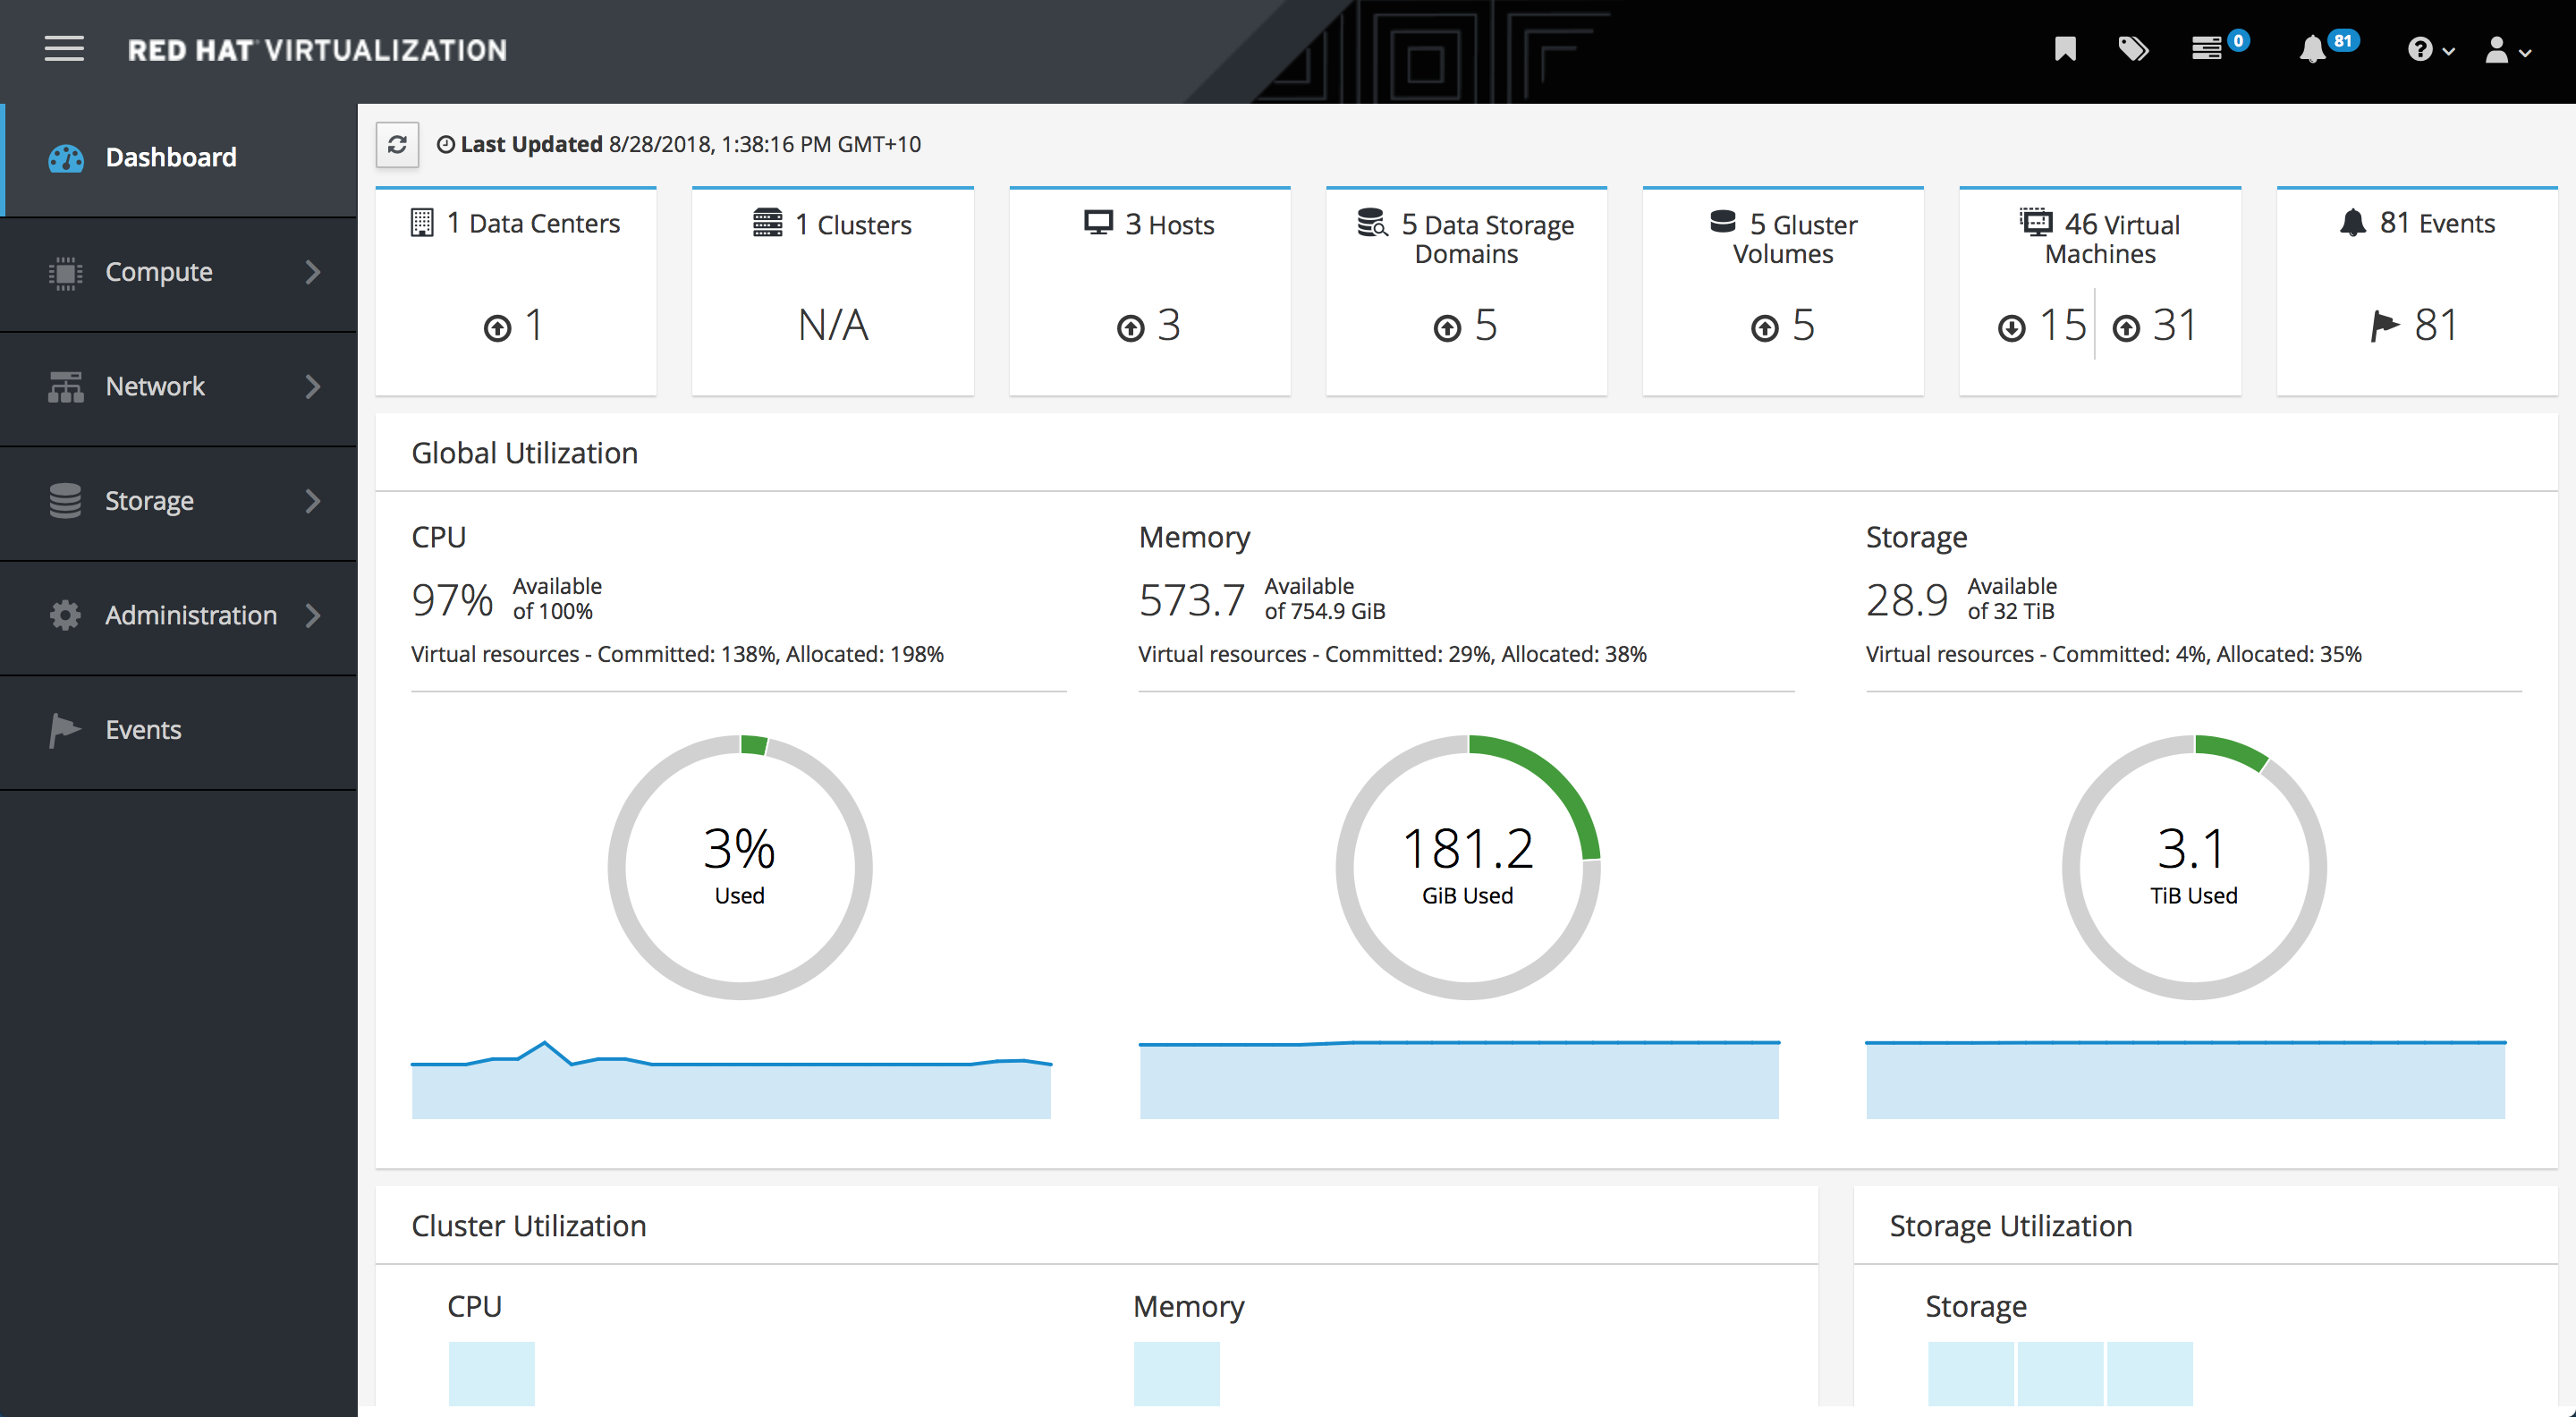 RED HAT VIRTUALIZATION
0
81
Dashboard
Compute
Network
Storage
Administration
Events
Last Updated 8/28/2018, 1:38:16 PM GMT+10
1 Data Centers
1
1 Clusters
N/A
3 Hosts
3
5 Data Storage
Domains
5
5 Gluster
Volumes
5
46 Virtual
Machines
15 31
81 Events
81
Global Utilization
CPU
97% Available
of 100%
Virtual resources - Committed: 138%, Allocated: 198%
3%
Used
Memory
573.7 Available
of 754.9 GiB
Virtual resources - Committed: 29%, Allocated: 38%
181.2
GiB Used
Storage
28.9 Available
of 32 TiB
Virtual resources - Committed: 4%, Allocated: 35%
3.1
TiB Used
Cluster Utilization
CPU
Memory
Storage Utilization
Storage